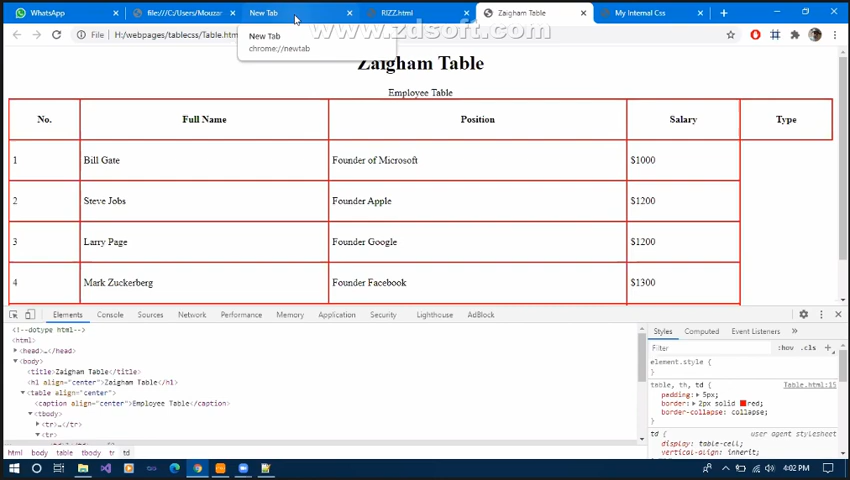 WhatsApp
file:///C:/Users/Mouza
New Tab
RIZZ.html
Zaigham Table
My Internal Css
File | H:/webpages/tablecss/Table.htm
New Tab
chrome://newtab
www.zdsoft.com
Zaigham Table
Employee Table
No. Full Name Position Salary Type
1 Bill Gate Founder of Microsoft $1000
2 Steve Jobs Founder Apple $1200
3 Larry Page Founder Google $1200
4 Mark Zuckerberg Founder Facebook $1300
Elements Console Sources Network Performance Memory Application Security Lighthouse AdBlock
<!--dotype html-->
<html>
<head>…</head>
<body>
<title>Zaigham Table</title>
<h1 align="center">Zaigham Table</h1>
<table align="center">
<caption align="center">Employee Table</caption>
<tbody>
<tr>…</tr>
<tr>
html body table tbody tr td
Styles Computed Event Listeners »
Filter :hov .cls +
element.style {
}
table, th, td { Table.html:15
padding: 5px;
border: 2px solid red;
border-collapse: collapse;
}
td { user agent stylesheet
display: table-cell;
vertical-align: inherit;
4:02 PM